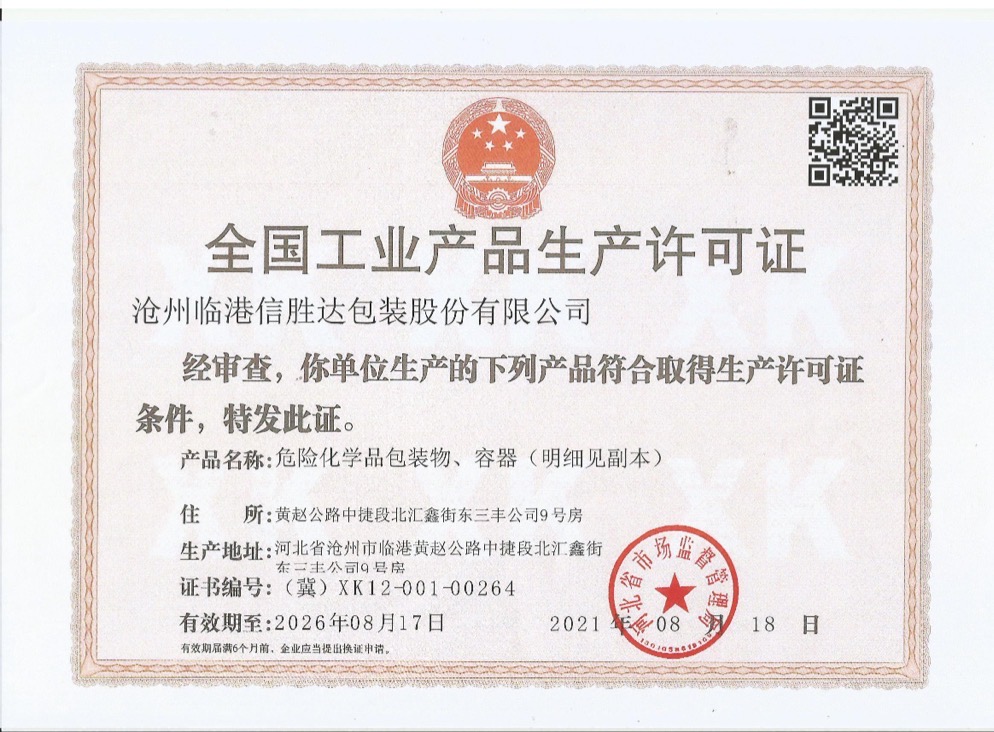 全国工业产品生产许可证
沧州临港信胜达包装股份有限公司
经审查，你单位生产的下列产品符合取得生产许可证
条件，特发此证。
产品名称:危险化学品包装物、容器（明细见副本）
住 所:黄赵公路中捷段北汇鑫街东三丰公司9号房
生产地址:河北省沧州市临港黄赵公路中捷段北汇鑫街
东三丰公司9号房
证书编号:（冀）XK12-001-00264
有效期至:2026年08月17日
2021 年 08 月 18 日
河北省市场监督管理局
有效期届满6个月前，企业应当提出换证申请。